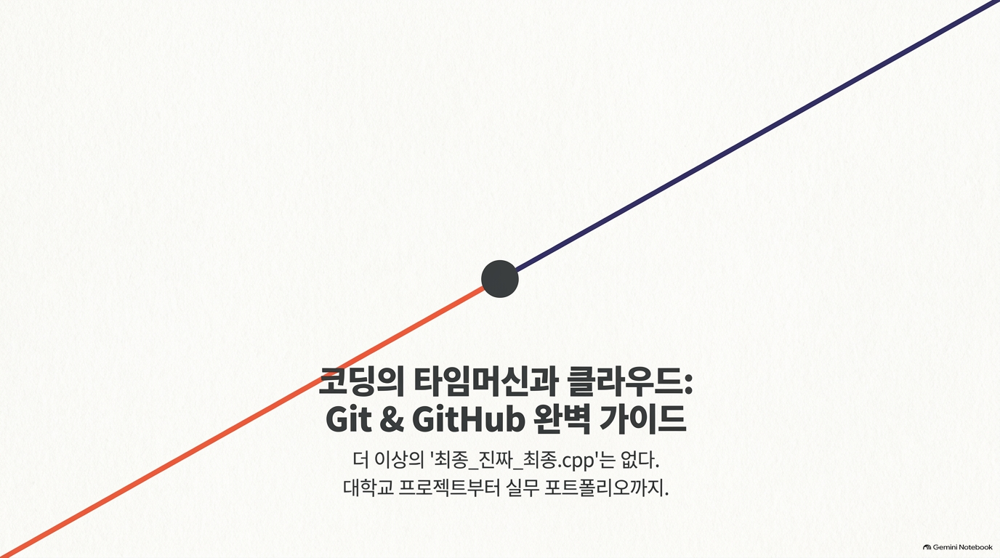 코딩의 타임머신과 클라우드:
Git & GitHub 완벽 가이드
더 이상의 '최종_진짜_최종.cpp'는 없다.
대학교 프로젝트부터 실무 포트폴리오까지.
Gemini Notebook